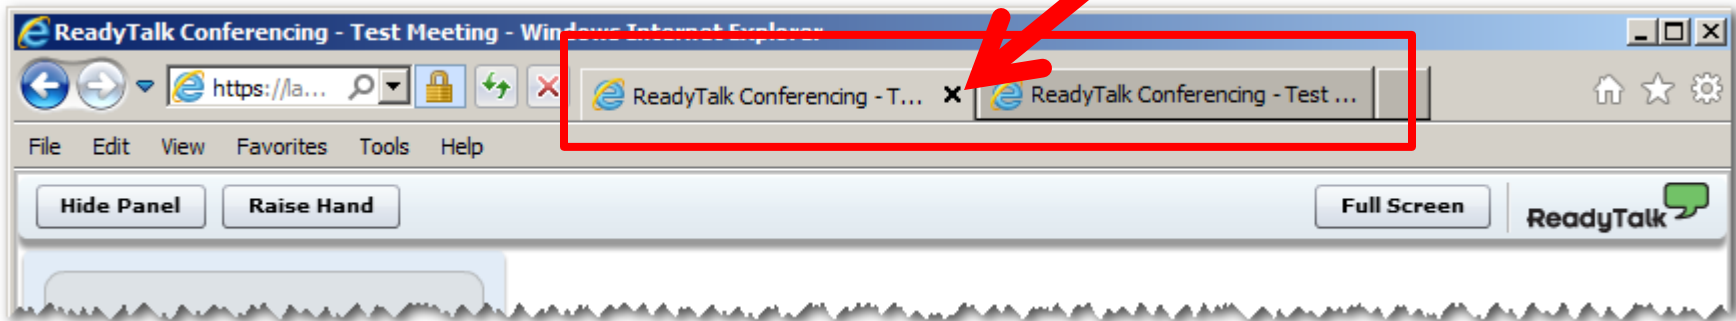 ReadyTalk Conferencing - Test Meeting - Windows Internet Explorer
https://la...
ReadyTalk Conferencing - T...
ReadyTalk Conferencing - Test ...
File Edit View Favorites Tools Help
Hide Panel
Raise Hand
Full Screen
ReadyTalk